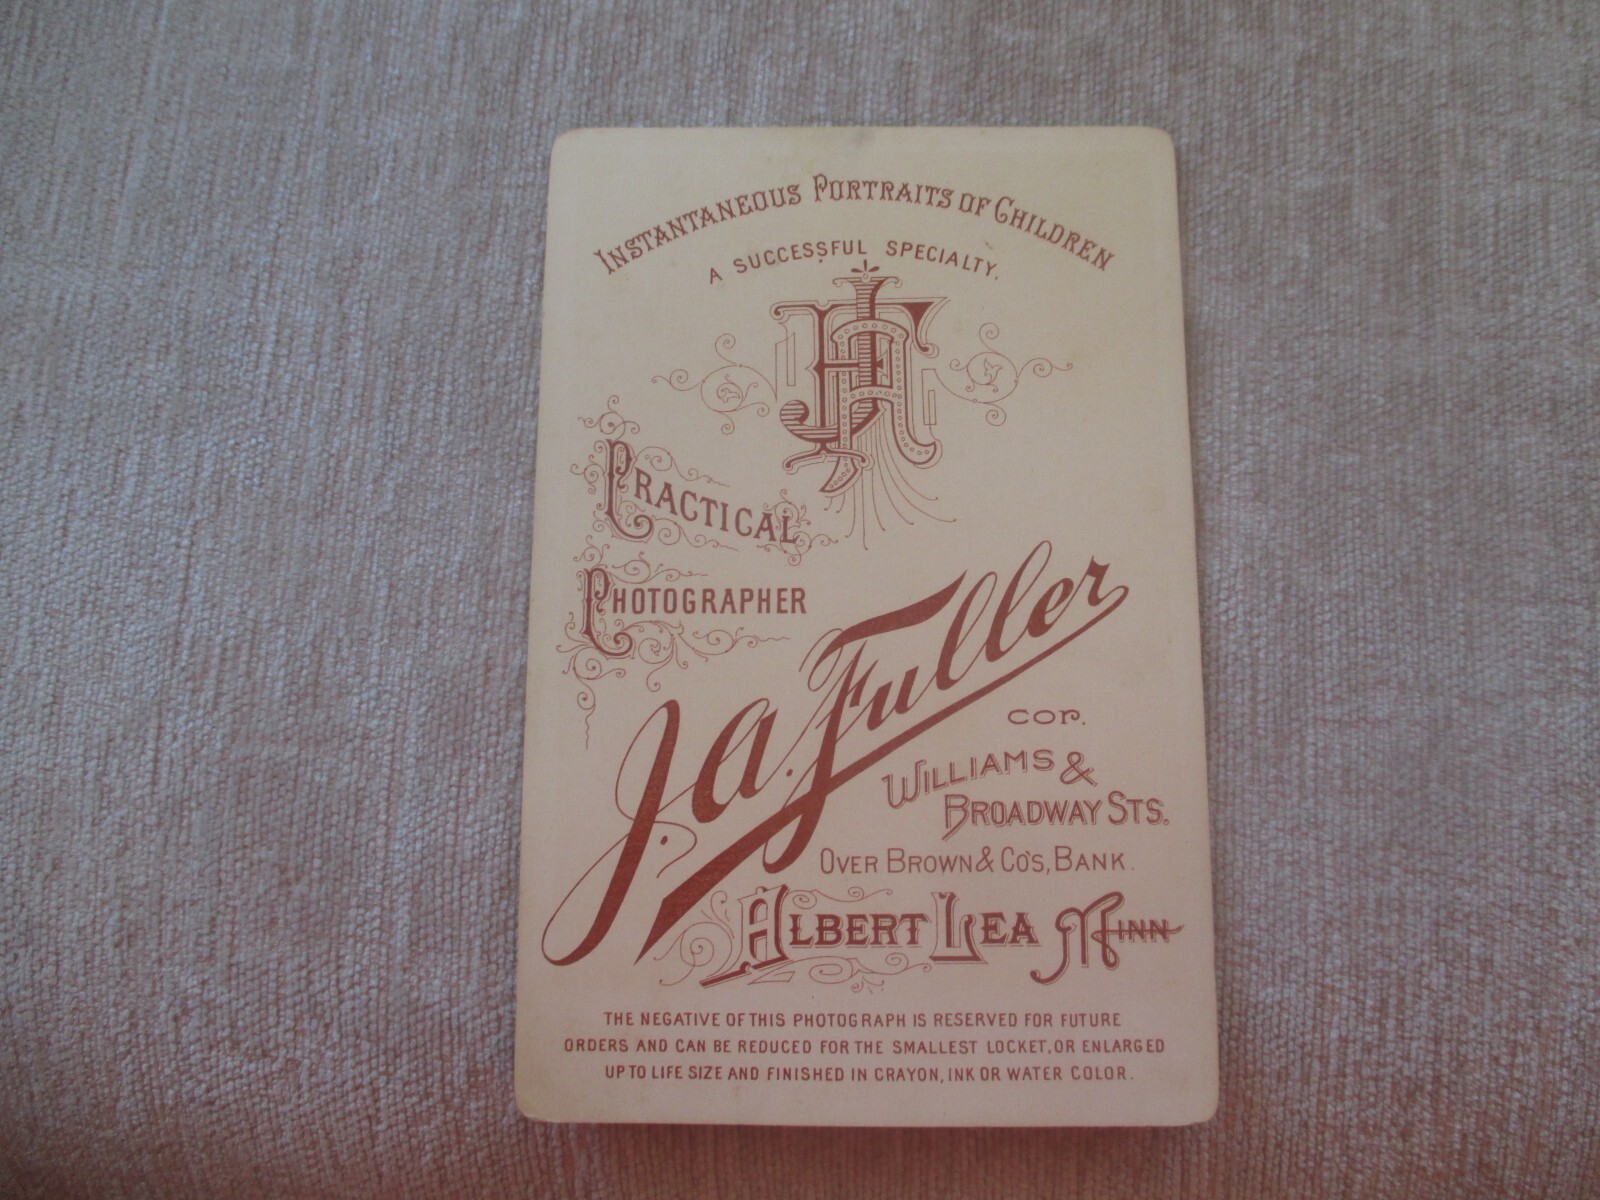 INSTANTANEOUS PORTRAITS OF CHILDREN
A SUCCESSFUL SPECIALTY.
JAF
PRACTICAL
PHOTOGRAPHER
J.A. Fuller
cor.
WILLIAMS &
BROADWAY STS.
OVER BROWN & CO'S, BANK.
ALBERT LEA MINN
THE NEGATIVE OF THIS PHOTOGRAPH IS RESERVED FOR FUTURE
ORDERS AND CAN BE REDUCED FOR THE SMALLEST LOCKET, OR ENLARGED
UP TO LIFE SIZE AND FINISHED IN CRAYON, INK OR WATER COLOR.